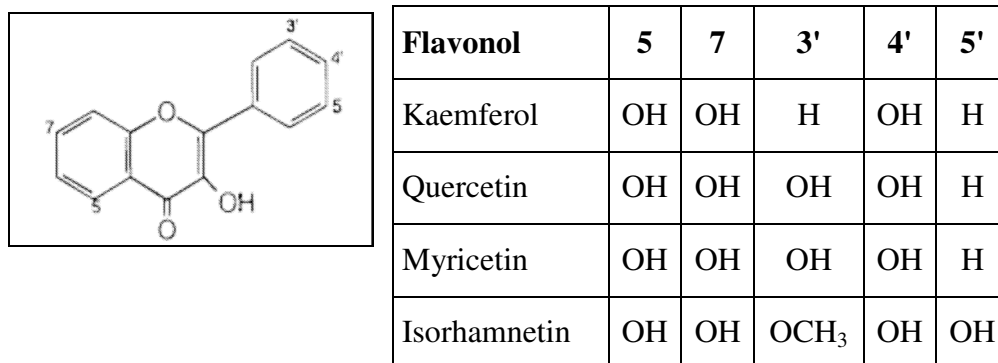 3'
4'
5
7
O
5
OH
O
Flavonol 5 7 3' 4' 5'
Kaemferol OH OH H OH H
Quercetin OH OH OH OH H
Myricetin OH OH OH OH H
Isorhamnetin OH OH OCH₃ OH OH